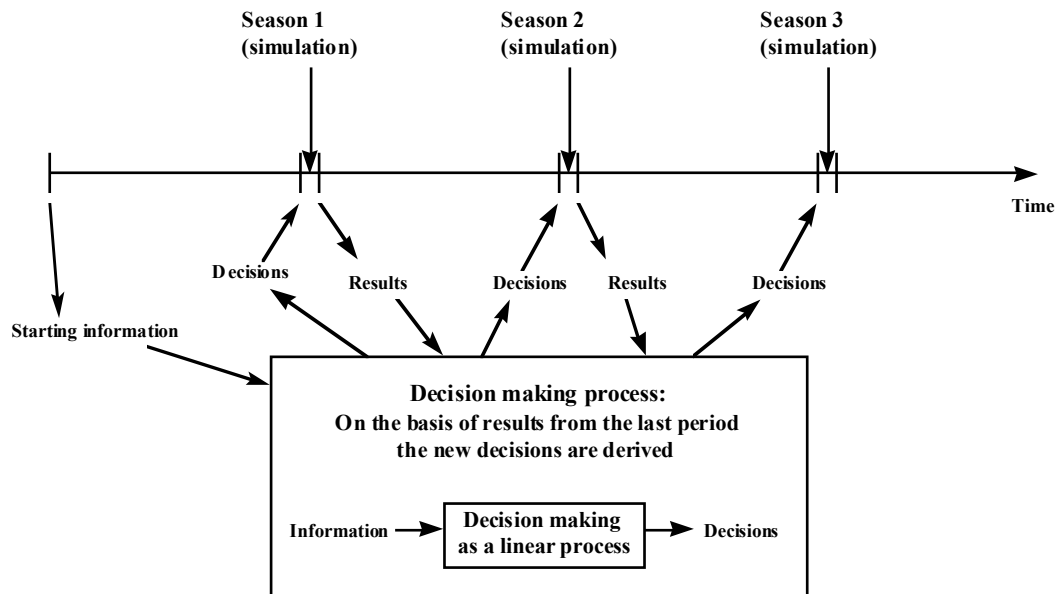 Season 1
(simulation)
Season 2
(simulation)
Season 3
(simulation)
Time
Decisions
Results
Decisions
Results
Decisions
Starting information
Decision making process:
On the basis of results from the last period
the new decisions are derived
Information
Decision making
as a linear process
Decisions